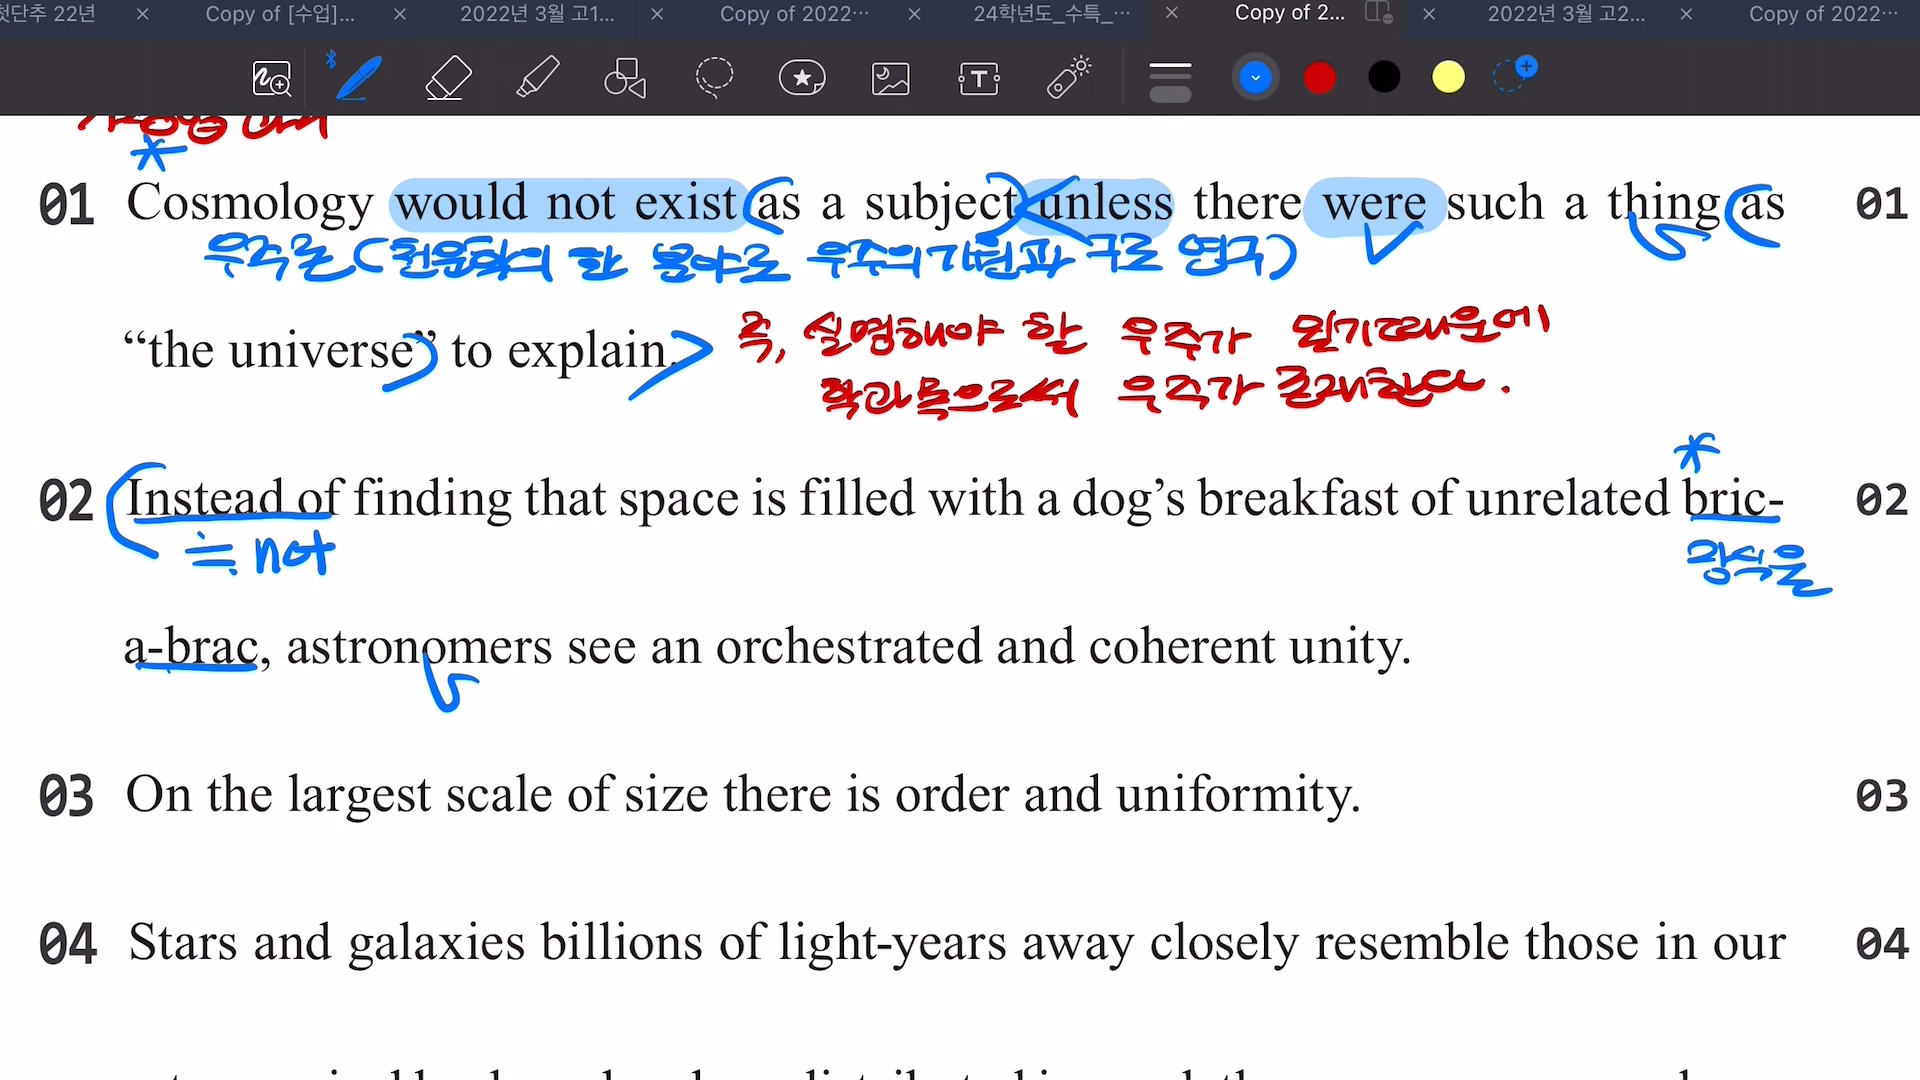 첫단추 22년 × Copy of [수업]... × 2022년 3월 고1... × Copy of 2022... × 24학년도_수특_... × Copy of 2... × 2022년 3월 고2... × Copy of 2022...
T
01 Cosmology would not exist as a subject unless there were such a thing as 01
우주론(천문학의 한 분야로 우주의 기원과 구조 연구)
“the universe” to explain.
즉, 설명해야 할 우주가 있기때문에
학과목으로써 우주가 존재한다.
02 Instead of finding that space is filled with a dog’s breakfast of unrelated bric- 02
≒ not
장식물
a-brac, astronomers see an orchestrated and coherent unity.
03 On the largest scale of size there is order and uniformity. 03
04 Stars and galaxies billions of light-years away closely resemble those in our 04